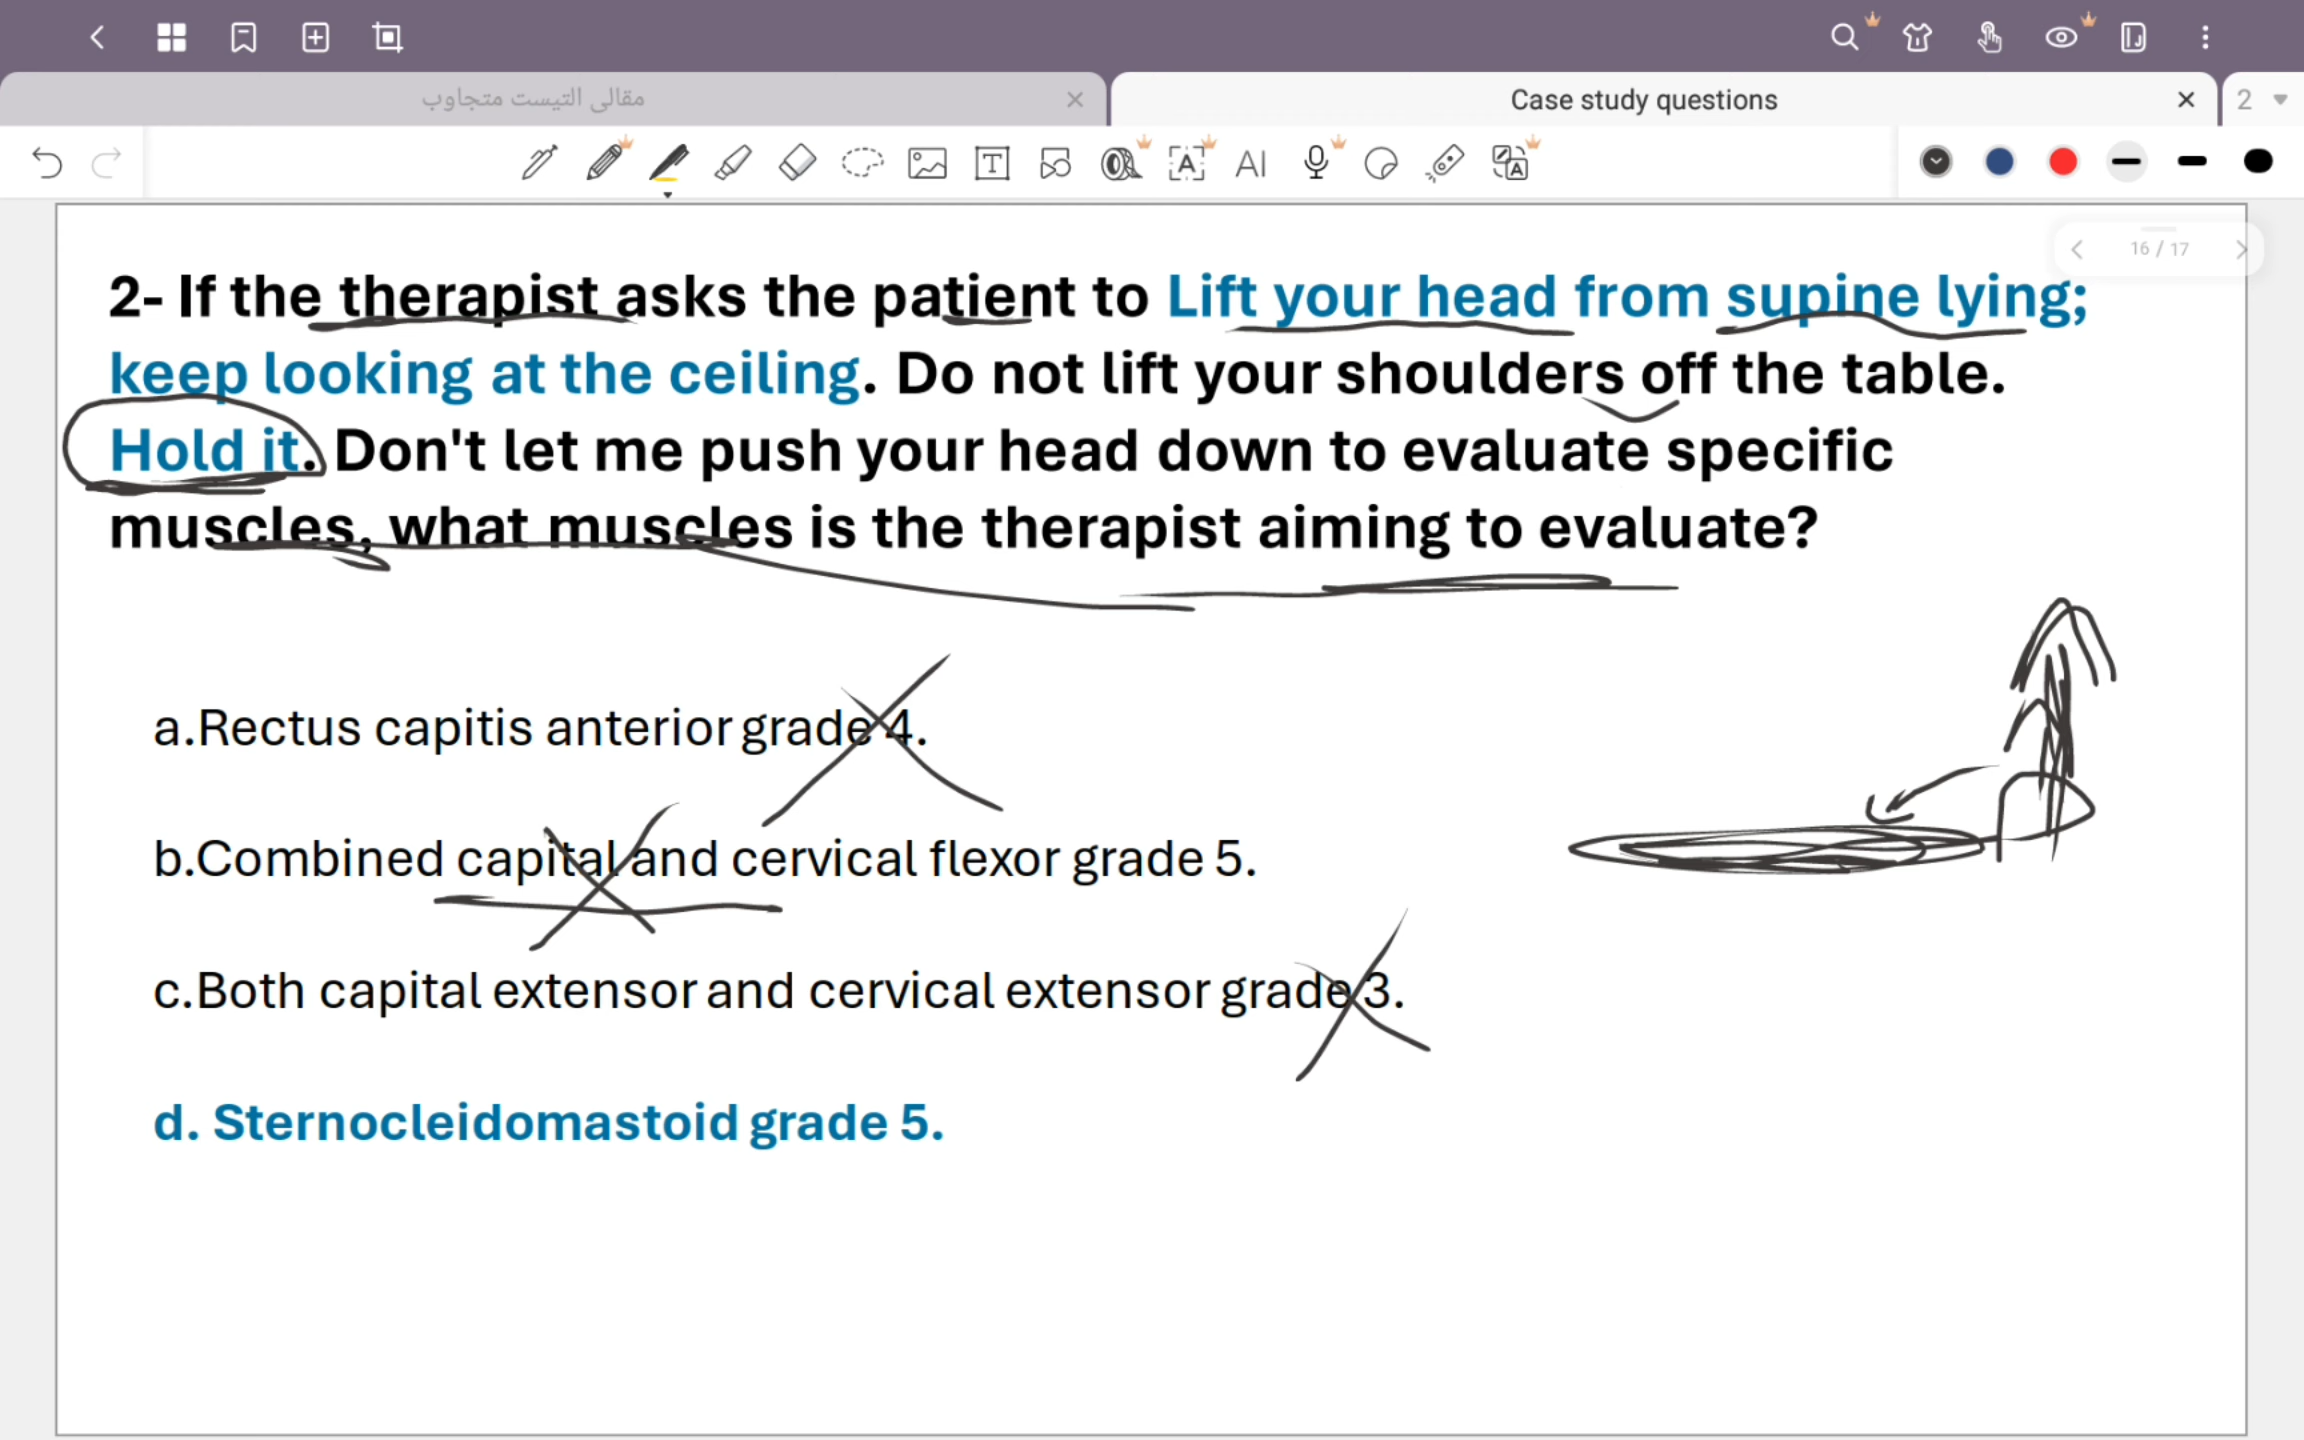 مقالى التيست متجاوب
Case study questions
2
16 / 17
2- If the therapist asks the patient to Lift your head from supine lying;
keep looking at the ceiling. Do not lift your shoulders off the table.
Hold it. Don't let me push your head down to evaluate specific
muscles, what muscles is the therapist aiming to evaluate?
a.Rectus capitis anterior grade 4.
b.Combined capital and cervical flexor grade 5.
c.Both capital extensor and cervical extensor grade 3.
d. Sternocleidomastoid grade 5.